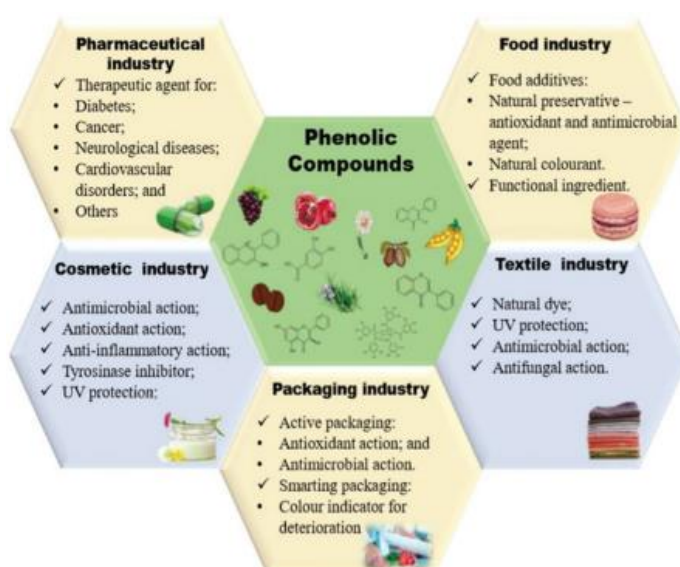 Pharmaceutical
industry
✓ Therapeutic agent for:
• Diabetes;
• Cancer;
• Neurological diseases;
• Cardiovascular
disorders; and
• Others
Food industry
✓ Food additives:
• Natural preservative –
antioxidant and antimicrobial
agent;
• Natural colourant.
✓ Functional ingredient.
Phenolic
Compounds
Cosmetic industry
✓ Antimicrobial action;
✓ Antioxidant action;
✓ Anti-inflammatory action;
✓ Tyrosinase inhibitor;
✓ UV protection;
Textile industry
✓ Natural dye;
✓ UV protection;
✓ Antimicrobial action;
✓ Antifungal action.
Packaging industry
✓ Active packaging:
• Antioxidant action; and
• Antimicrobial action.
✓ Smarting packaging:
• Colour indicator for
deterioration